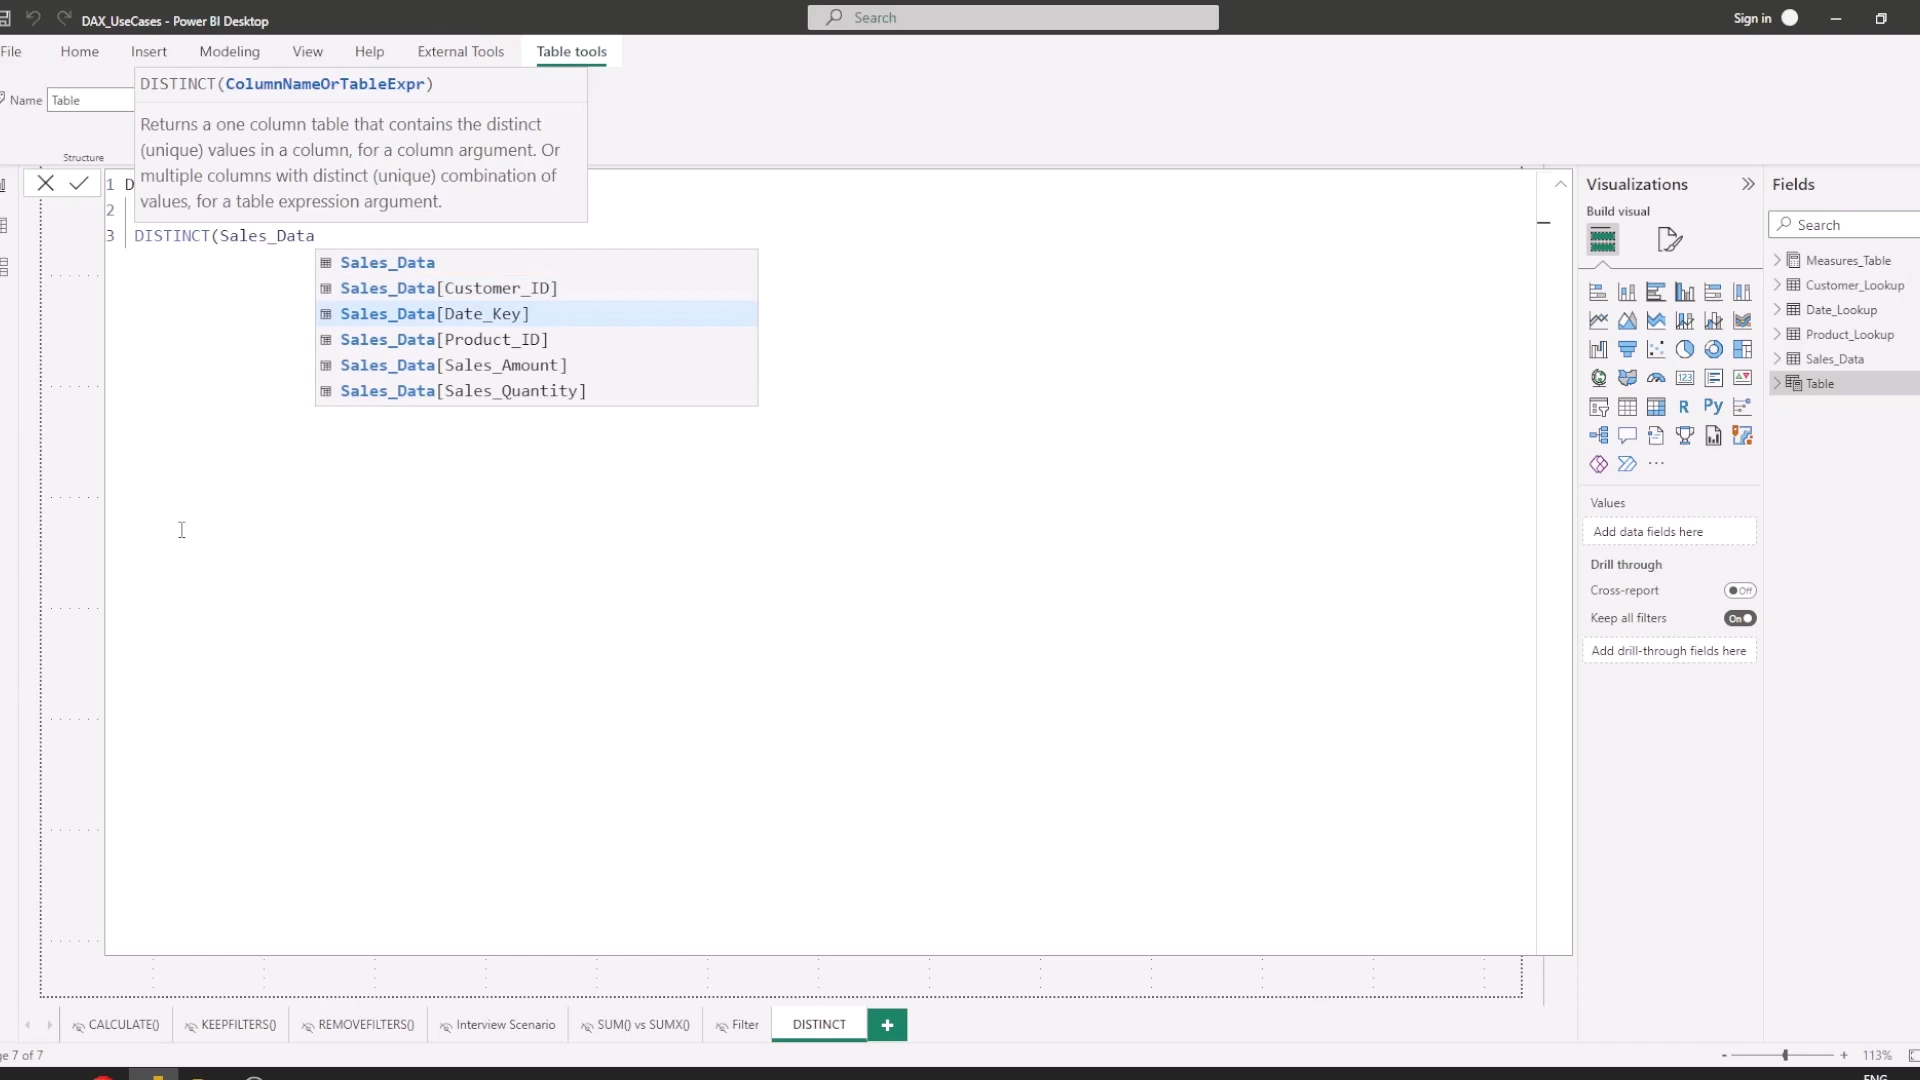 DAX_UseCases - Power BI Desktop
Search
Sign in
File
Home
Insert
Modeling
View
Help
External Tools
Table tools
Name
Table
Structure
DISTINCT(ColumnNameOrTableExpr)
Returns a one column table that contains the distinct
(unique) values in a column, for a column argument. Or
multiple columns with distinct (unique) combination of
values, for a table expression argument.
1 D
2
3 DISTINCT(Sales_Data
Sales_Data
Sales_Data[Customer_ID]
Sales_Data[Date_Key]
Sales_Data[Product_ID]
Sales_Data[Sales_Amount]
Sales_Data[Sales_Quantity]
Visualizations
Build visual
123
R
Py
Values
Add data fields here
Drill through
Cross-report
Off
Keep all filters
On
Add drill-through fields here
Fields
Search
Measures_Table
Customer_Lookup
Date_Lookup
Product_Lookup
Sales_Data
Table
CALCULATE()
KEEPFILTERS()
REMOVEFILTERS()
Interview Scenario
SUM() vs SUMX()
Filter
DISTINCT
ge 7 of 7
- + 113%
ENG